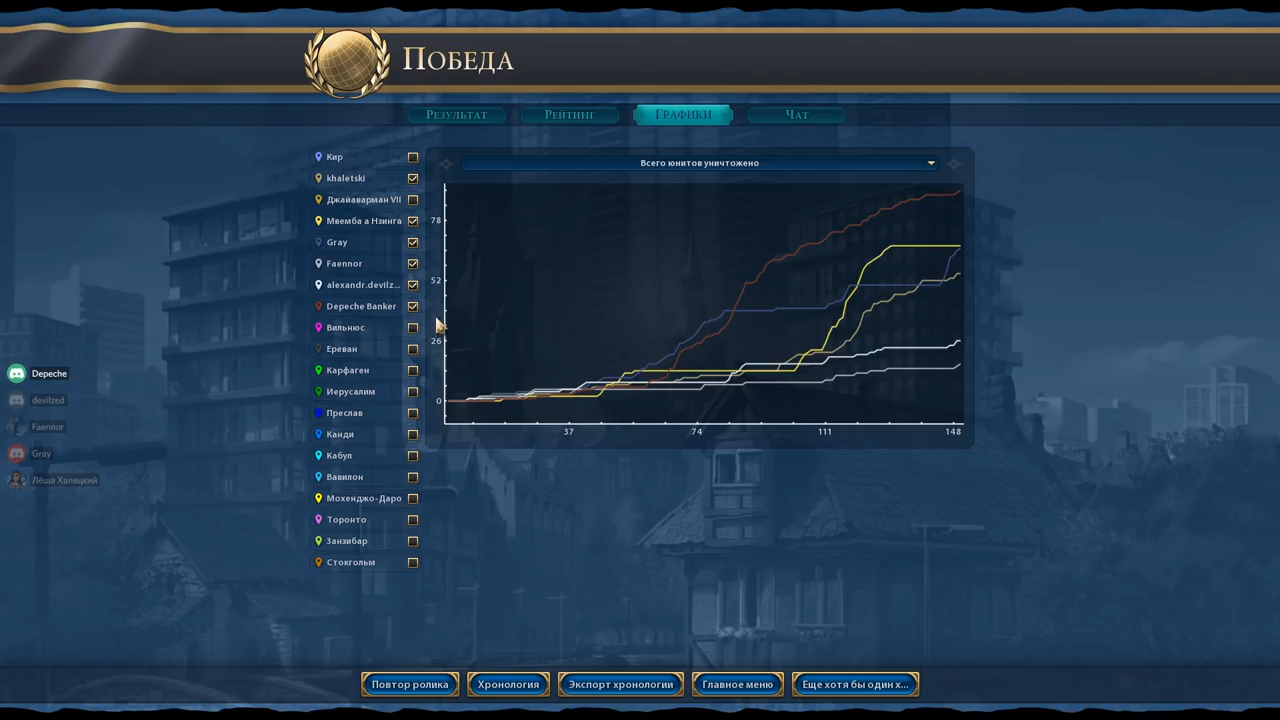 Победа
Результат
Рейтинг
Графики
Чат
Кир
khaletski
Джайаварман VII
Мвемба а Нзинга
Gray
Faennor
alexandr.devilz...
Depeche Banker
Вильнюс
Ереван
Карфаген
Иерусалим
Преслав
Канди
Кабул
Вавилон
Мохенджо-Даро
Торонто
Занзибар
Стокгольм
Всего юнитов уничтожено
78
52
26
0
37
74
111
148
Depeche
devilzed
Faennor
Gray
Лёша Халецкий
Повтор ролика
Хронология
Экспорт хронологии
Главное меню
Еще хотя бы один х...